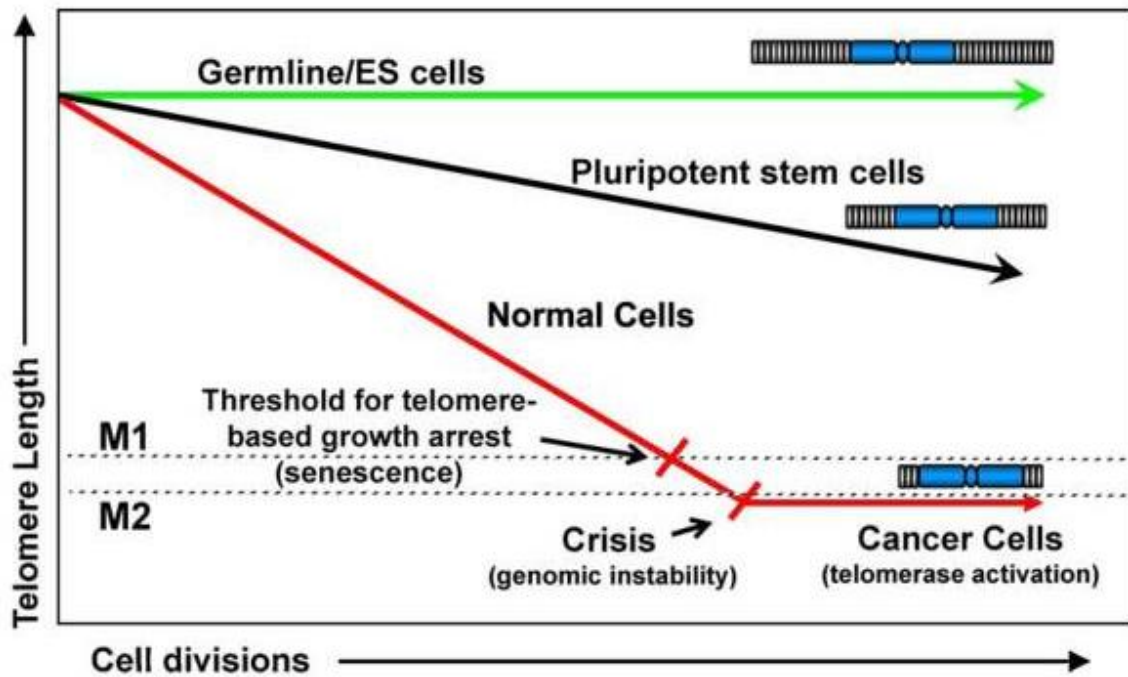 Germline/ES cells
Pluripotent stem cells
Normal Cells
Threshold for telomere-
based growth arrest
(senescence)
M1
M2
Crisis
(genomic instability)
Cancer Cells
(telomerase activation)
Telomere Length
Cell divisions